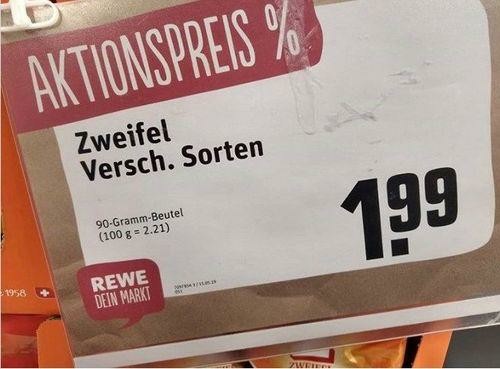 AKTIONSPREIS %
Zweifel
Versch. Sorten
90-Gramm-Beutel
(100 g = 2.21)
1.99
REWE
DEIN MARKT
1958
ZWEIFEL